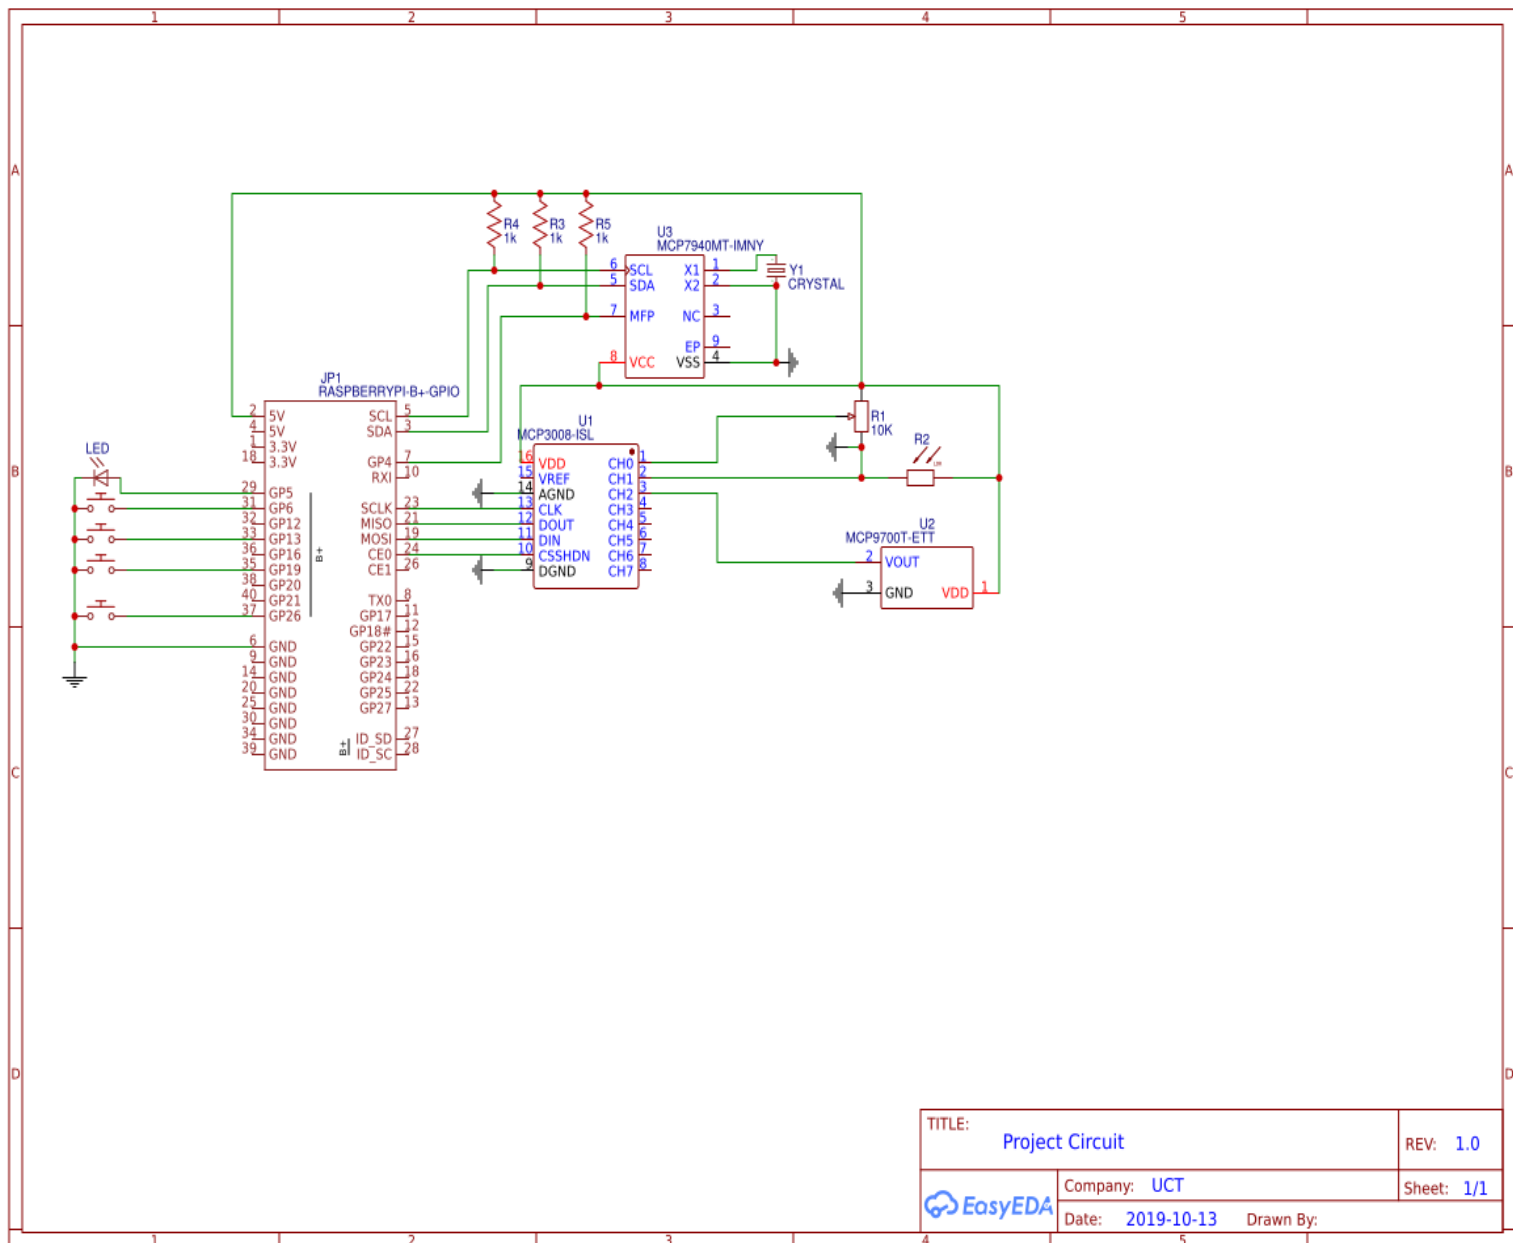 1 2 3 4 5
A A
B B
C C
D D
R4
1k
R3
1k
R5
1k
U3
MCP7940MT-IMNY
6 SCL X1 1
5 SDA X2 2
7 MFP NC 3
EP 9
8 VCC VSS 4
Y1
CRYSTAL
JP1
RASPBERRYPI-B+-GPIO
2 5V SCL 5
4 5V SDA 3
1 3.3V
18 3.3V GP4 7
RXI 10
29 GP5
31 GP6 SCLK 23
32 GP12 MISO 21
33 GP13 MOSI 19
36 GP16 CE0 24
35 GP19 CE1 26
38 GP20
40 GP21 TX0 8
37 GP26 GP17 11
GP18# 12
6 GND GP22 15
9 GND GP23 16
14 GND GP24 18
20 GND GP25 22
25 GND GP27 13
30 GND
34 GND ID_SD 27
39 GND ID_SC 28
B+
B+
LED
U1
MCP3008-ISL
16 VDD CH0 1
15 VREF CH1 2
14 AGND CH2 3
13 CLK CH3 4
12 DOUT CH4 5
11 DIN CH5 6
10 CSSHDN CH6 7
9 DGND CH7 8
R1
10K
R2
U2
MCP9700T-ETT
2 VOUT
3 GND VDD 1
TITLE:
Project Circuit
REV: 1.0
EasyEDA
Company: UCT
Sheet: 1/1
Date: 2019-10-13 Drawn By:
1 2 3 4 5